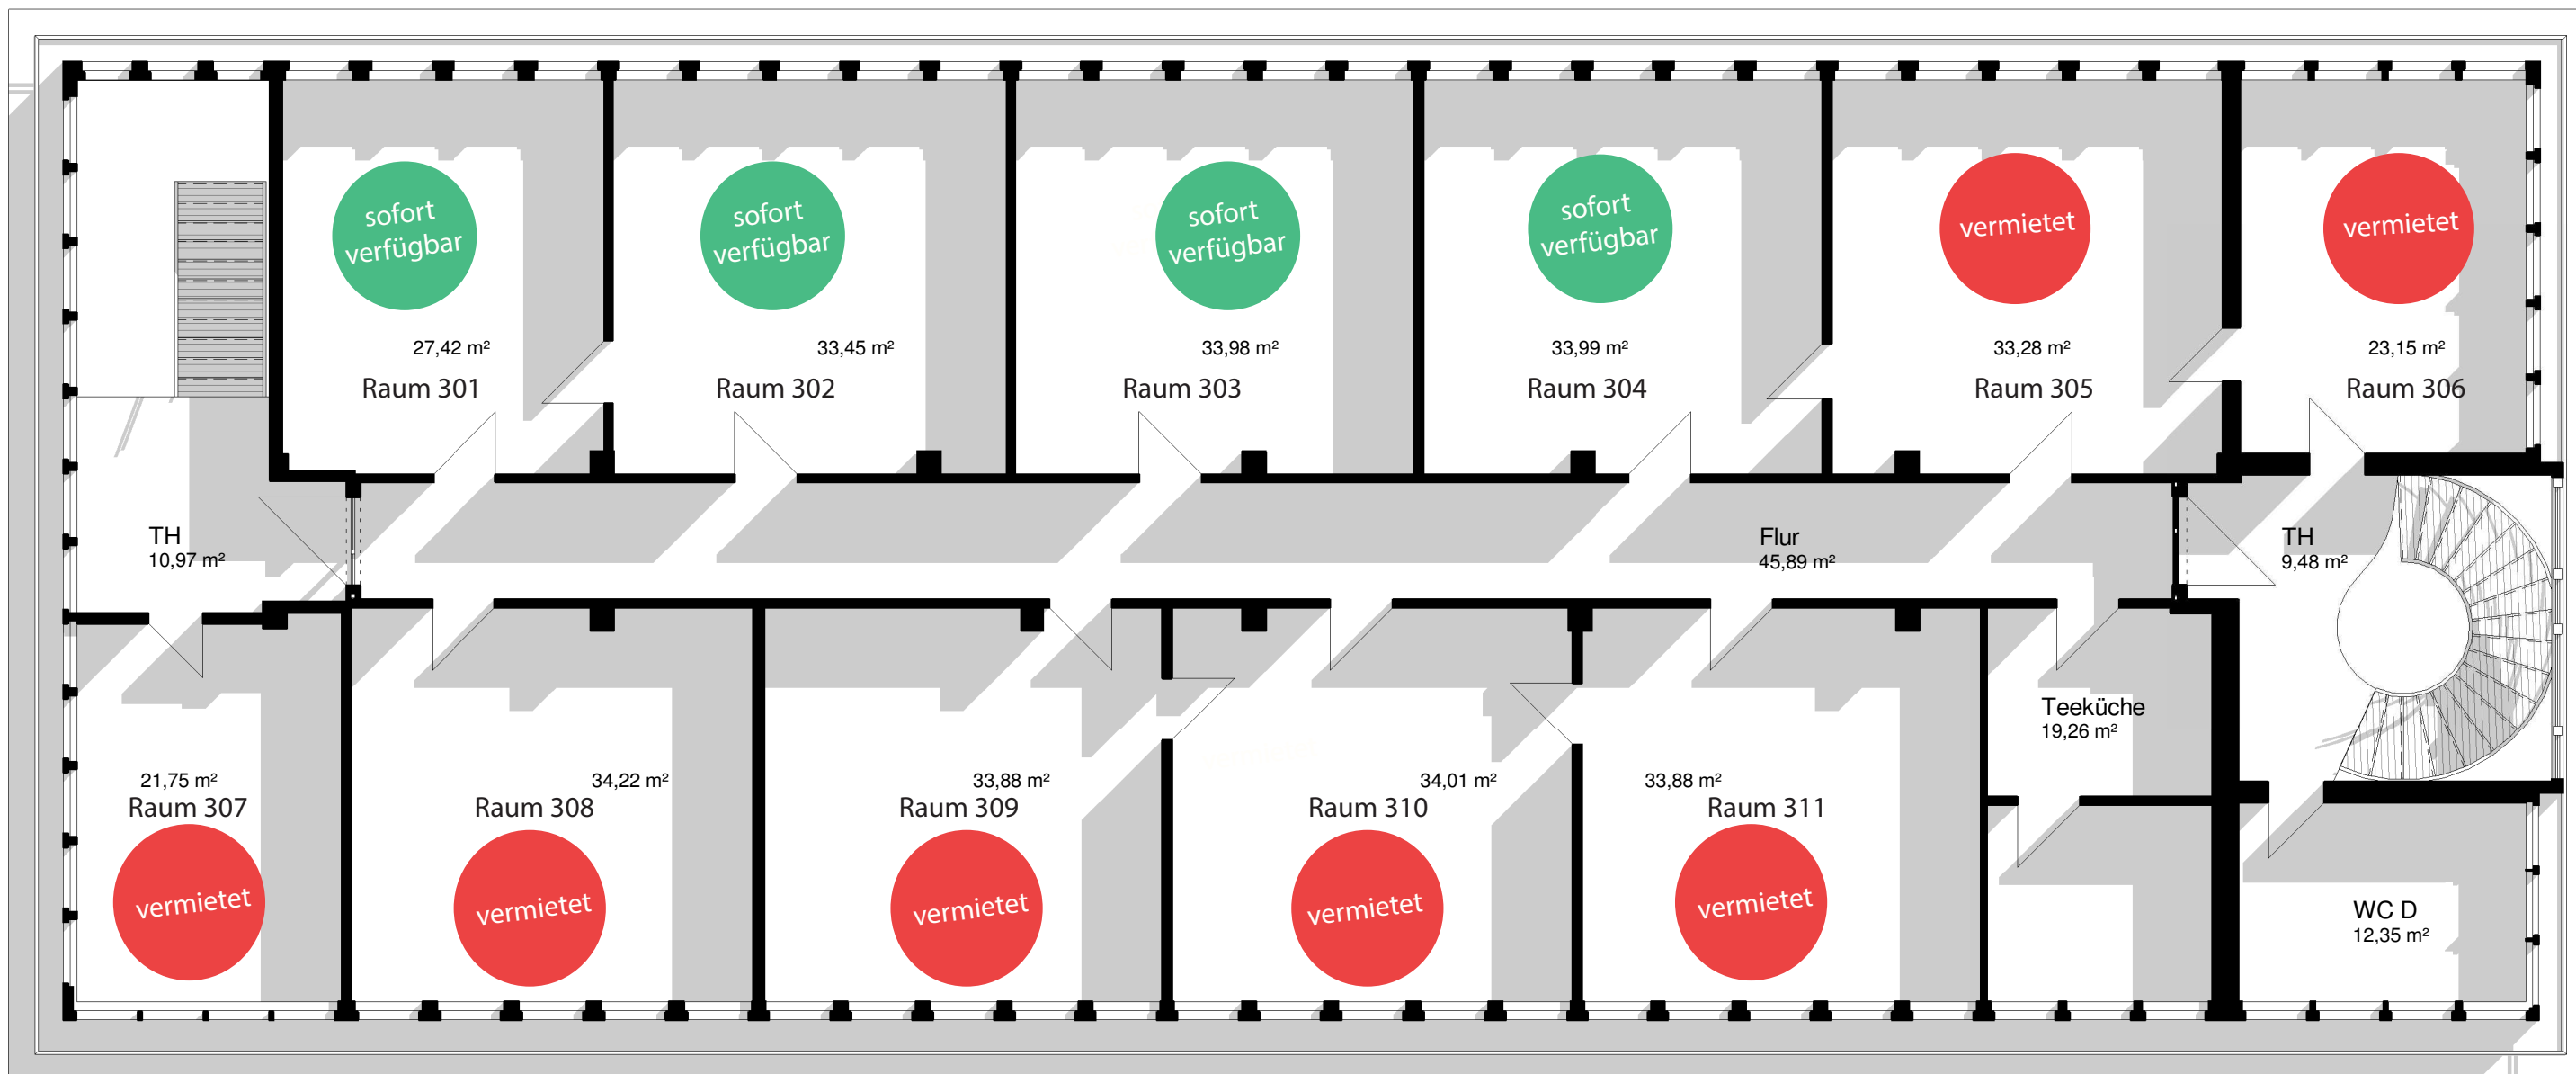 sofort
verfügbar
sofort
verfügbar
sofort
verfügbar
sofort
verfügbar
vermietet
vermietet
27,42 m²
33,45 m²
33,98 m²
33,99 m²
33,28 m²
23,15 m²
Raum 301
Raum 302
Raum 303
Raum 304
Raum 305
Raum 306
TH
10,97 m²
Flur
45,89 m²
TH
9,48 m²
Teeküche
19,26 m²
21,75 m²
34,22 m²
33,88 m²
34,01 m²
33,88 m²
Raum 307
Raum 308
Raum 309
Raum 310
Raum 311
vermietet
vermietet
vermietet
vermietet
vermietet
WC D
12,35 m²